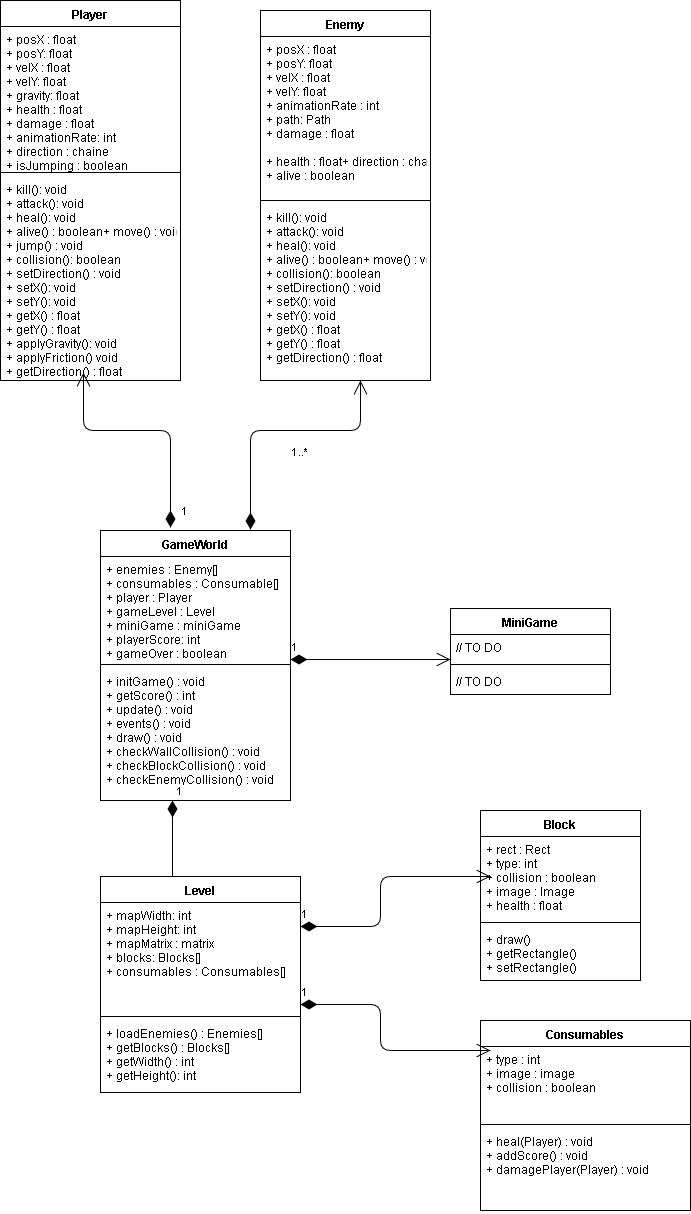 Player
+ posX : float
+ posY: float
+ velX : float
+ velY: float
+ gravity: float
+ health : float
+ damage : float
+ animationRate: int
+ direction : chaine
+ isJumping : boolean
+ kill(): void
+ attack(): void
+ heal(): void
+ alive() : boolean+ move() : voi
+ jump() : void
+ collision(): boolean
+ setDirection() : void
+ setX(): void
+ setY(): void
+ getX() : float
+ getY() : float
+ applyGravity(): void
+ applyFriction() void
+ getDirection() : float
Enemy
+ posX : float
+ posY: float
+ velX : float
+ velY: float
+ animationRate : int
+ path: Path
+ damage : float
+ health : float+ direction : cha
+ alive : boolean
+ kill(): void
+ attack(): void
+ heal(): void
+ alive() : boolean+ move() : v
+ collision(): boolean
+ setDirection() : void
+ setX(): void
+ setY(): void
+ getX() : float
+ getY() : float
+ getDirection() : float
1..*
1
GameWorld
+ enemies : Enemy[]
+ consumables : Consumable[]
+ player : Player
+ gameLevel : Level
+ miniGame : miniGame
+ playerScore: int
+ gameOver : boolean
+ initGame() : void
+ getScore() : int
+ update() : void
+ events() : void
+ draw() : void
+ checkWallCollision() : void
+ checkBlockCollision() : void
+ checkEnemyCollision() : void
1
MiniGame
// TO DO
// TO DO
1
Level
+ mapWidth: int
+ mapHeight: int
+ mapMatrix : matrix
+ blocks: Blocks[]
+ consumables : Consumables[]
+ loadEnemies() : Enemies[]
+ getBlocks() : Blocks[]
+ getWidth() : int
+ getHeight(): int
1
1
Block
+ rect : Rect
+ type: int
+ collision : boolean
+ image : Image
+ health : float
+ draw()
+ getRectangle()
+ setRectangle()
Consumables
+ type : int
+ image : image
+ collision : boolean
+ heal(Player) : void
+ addScore() : void
+ damagePlayer(Player) : void